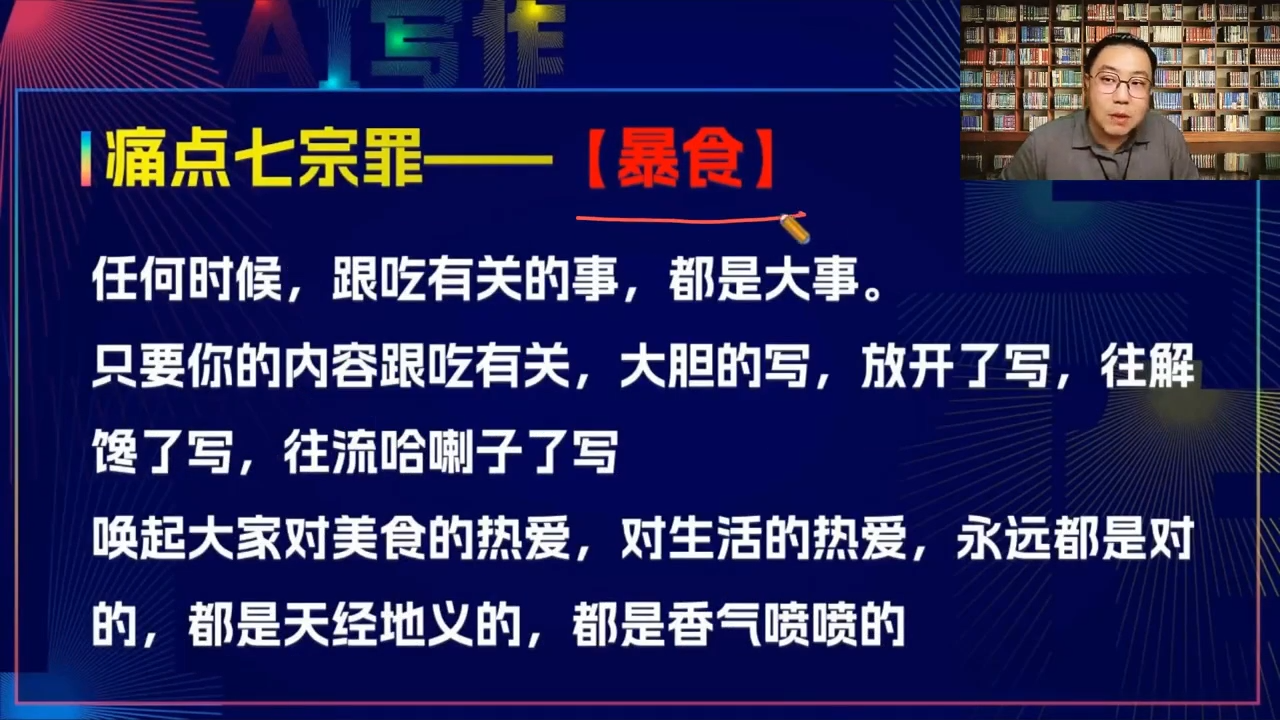 AI写作
痛点七宗罪——【暴食】
任何时候，跟吃有关的事，都是大事。
只要你的内容跟吃有关，大胆的写，放开了写，往解
馋了写，往流哈喇子了写
唤起大家对美食的热爱，对生活的热爱，永远都是对
的，都是天经地义的，都是香气喷喷的